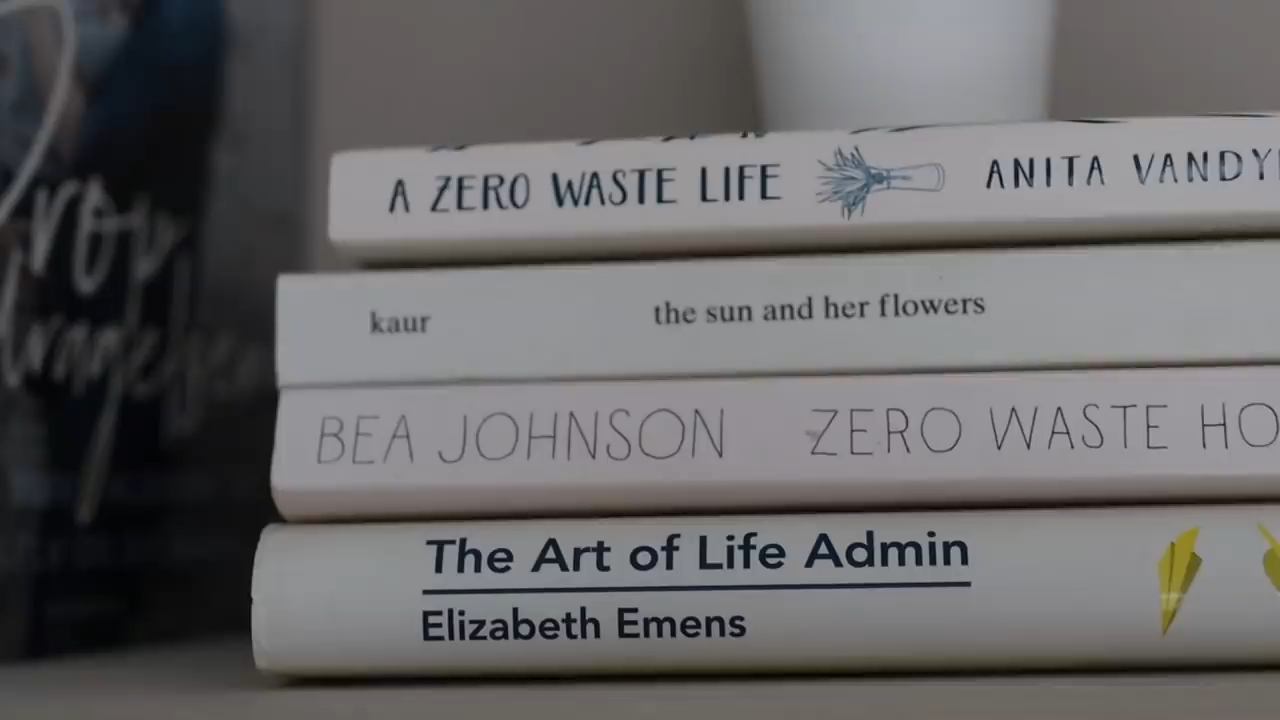 A ZERO WASTE LIFE ANITA VANDY
kaur the sun and her flowers
BEA JOHNSON ZERO WASTE HO
The Art of Life Admin
Elizabeth Emens